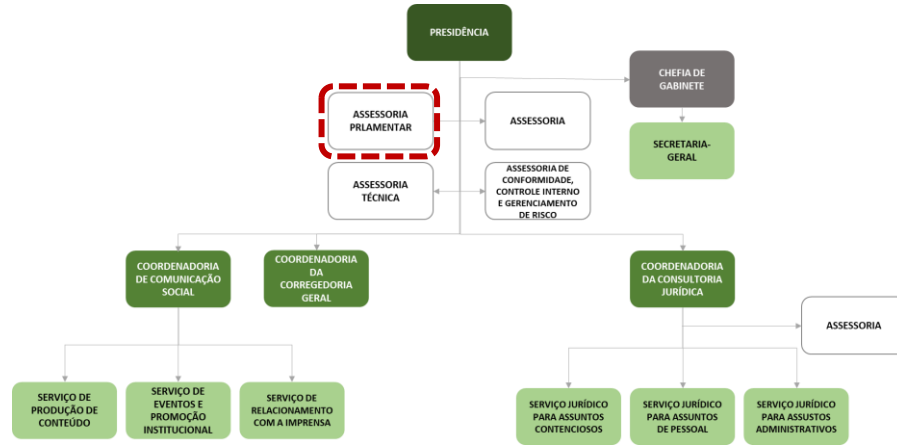 PRESIDÊNCIA
CHEFIA DE
GABINETE
ASSESSORIA
PRLAMENTAR
ASSESSORIA
SECRETARIA-
GERAL
ASSESSORIA
TÉCNICA
ASSESSORIA DE
CONFORMIDADE,
CONTROLE INTERNO
E GERENCIAMENTO
DE RISCO
COORDENADORIA
DE COMUNICAÇÃO
SOCIAL
COORDENADORIA
DA
CORREGEDORIA
GERAL
COORDENADORIA
DA CONSULTORIA
JURÍDICA
ASSESSORIA
SERVIÇO DE
PRODUÇÃO DE
CONTEÚDO
SERVIÇO DE
EVENTOS E
PROMOÇÃO
INSTITUCIONAL
SERVIÇO DE
RELACIONAMENTO
COM A IMPRENSA
SERVIÇO JURÍDICO
PARA ASSUNTOS
CONTENCIOSOS
SERVIÇO JURÍDICO
PARA ASSUNTOS
DE PESSOAL
SERVIÇO JURÍDICO
PARA ASSUSTOS
ADMINISTRATIVOS